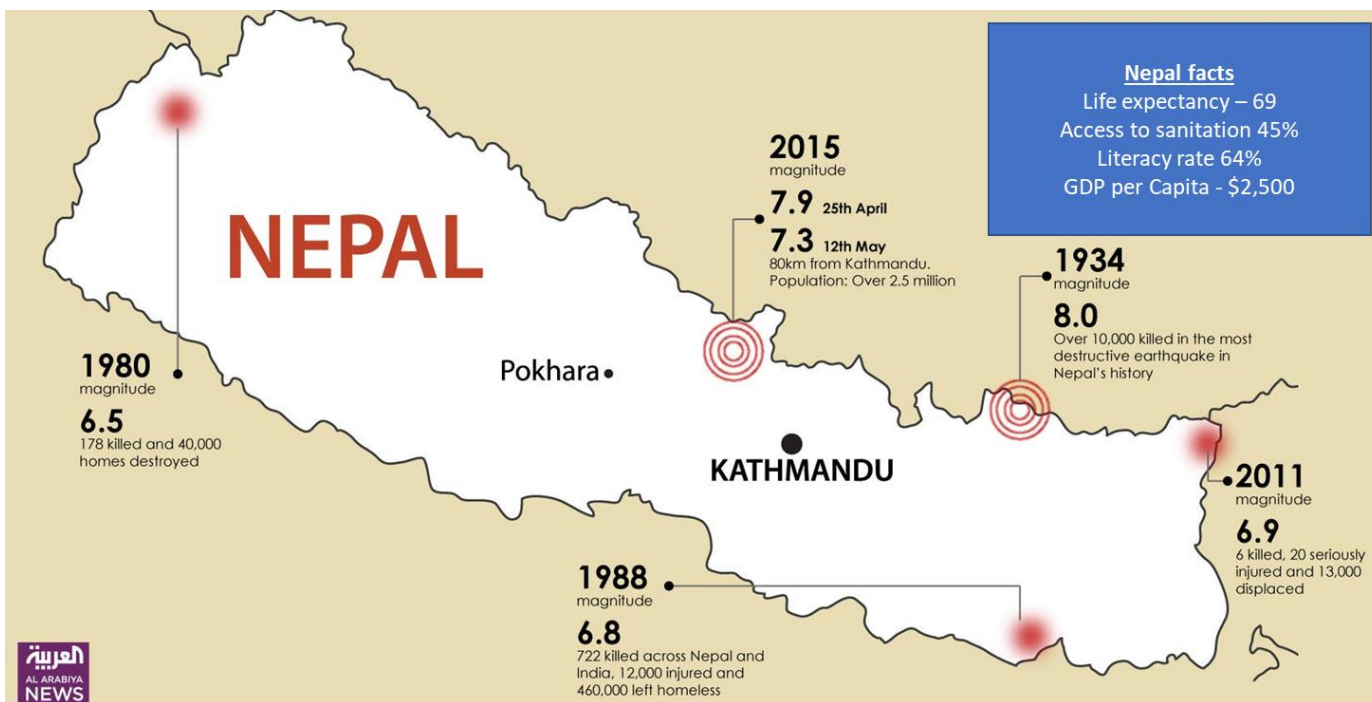 Nepal facts
Life expectancy – 69
Access to sanitation 45%
Literacy rate 64%
GDP per Capita - $2,500
NEPAL
2015
magnitude
7.9 25th April
7.3 12th May
80km from Kathmandu.
Population: Over 2.5 million
1934
magnitude
8.0
Over 10,000 killed in the most
destructive earthquake in
Nepal's history
1980
magnitude
6.5
178 killed and 40,000
homes destroyed
Pokhara
KATHMANDU
2011
magnitude
6.9
6 killed, 20 seriously
injured and 13,000
displaced
1988
magnitude
6.8
722 killed across Nepal and
India, 12,000 injured and
460,000 left homeless
العربية
AL ARABIYA
NEWS